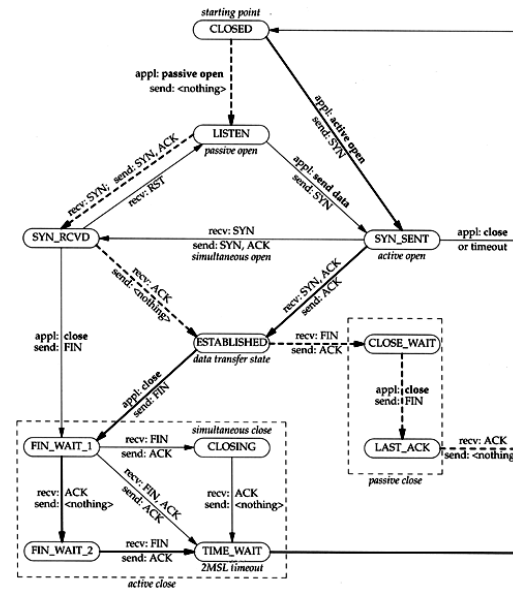 starting point
CLOSED
appl: passive open
send: <nothing>
appl: active open
send: SYN
LISTEN
passive open
recv: SYN; send: SYN, ACK
recv: RST
appl: send data
send: SYN
SYN_RCVD
recv: SYN
send: SYN, ACK
simultaneous open
SYN_SENT
active open
appl: close
or timeout
recv: ACK
send: <nothing>
recv: SYN, ACK
send: ACK
appl: close
send: FIN
ESTABLISHED
data transfer state
recv: FIN
send: ACK
CLOSE_WAIT
appl: close
send: FIN
appl: close
send: FIN
LAST_ACK
passive close
recv: ACK
send: <nothing
simultaneous close
FIN_WAIT_1
recv: FIN
send: ACK
CLOSING
recv: ACK
send: <nothing>
recv: FIN, ACK
send: ACK
recv: ACK
send: <nothing>
FIN_WAIT_2
recv: FIN
send: ACK
TIME_WAIT
2MSL timeout
active close